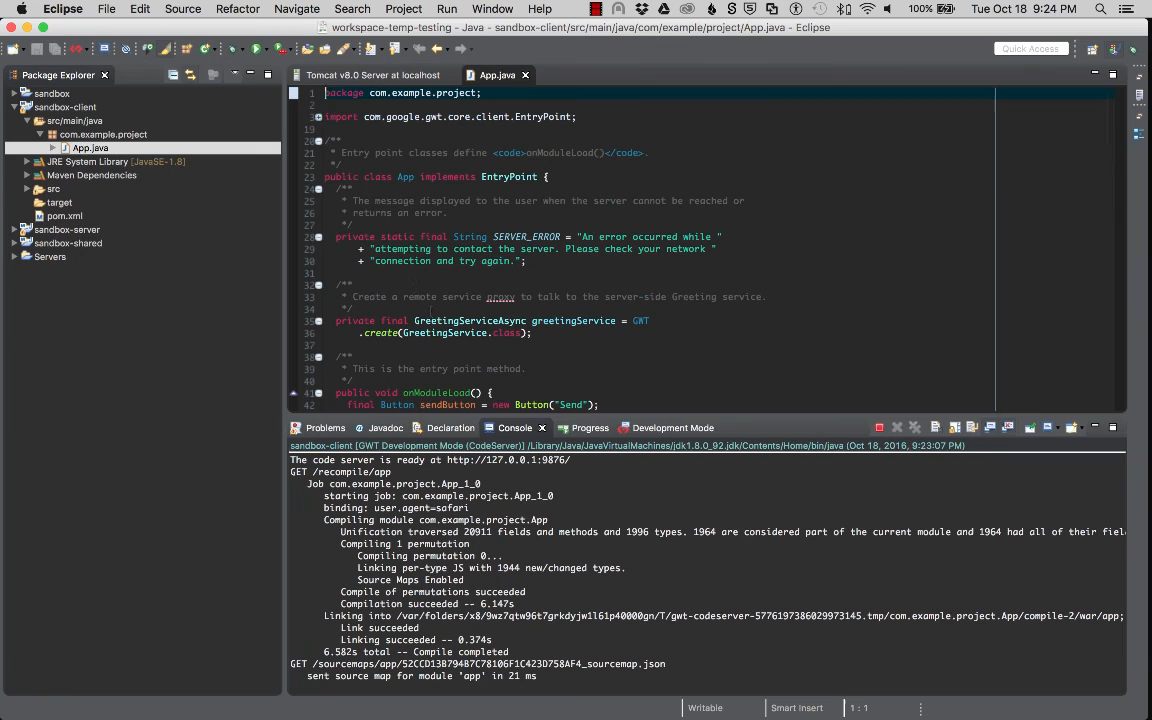 Eclipse File Edit Source Refactor Navigate Search Project Run Window Help 100% Tue Oct 18 9:24 PM
workspace-temp-testing - Java - sandbox-client/src/main/java/com/example/project/App.java - Eclipse
Quick Access
Package Explorer
sandbox
sandbox-client
src/main/java
com.example.project
App.java
JRE System Library [JavaSE-1.8]
Maven Dependencies
src
target
pom.xml
sandbox-server
sandbox-shared
Servers
Tomcat v8.0 Server at localhost App.java
1 package com.example.project;
2
3 import com.google.gwt.core.client.EntryPoint;
19
20 /**
21 * Entry point classes define <code>onModuleLoad()</code>.
22 */
23 public class App implements EntryPoint {
24 /**
25 * The message displayed to the user when the server cannot be reached or
26 * returns an error.
27 */
28 private static final String SERVER_ERROR = "An error occurred while "
29 + "attempting to contact the server. Please check your network "
30 + "connection and try again.";
31
32 /**
33 * Create a remote service proxy to talk to the server-side Greeting service.
34 */
35 private final GreetingServiceAsync greetingService = GWT
36 .create(GreetingService.class);
37
38 /**
39 * This is the entry point method.
40 */
41 public void onModuleLoad() {
42 final Button sendButton = new Button("Send");
Problems Javadoc Declaration Console Progress Development Mode
sandbox-client [GWT Development Mode (CodeServer)] /Library/Java/JavaVirtualMachines/jdk1.8.0_92.jdk/Contents/Home/bin/java (Oct 18, 2016, 9:23:07 PM)
The code server is ready at http://127.0.0.1:9876/
GET /recompile/app
Job com.example.project.App_1_0
starting job: com.example.project.App_1_0
binding: user.agent=safari
Compiling module com.example.project.App
Unification traversed 20911 fields and methods and 1996 types. 1964 are considered part of the current module and 1964 had all of their fiel
Compiling 1 permutation
Compiling permutation 0...
Linking per-type JS with 1944 new/changed types.
Source Maps Enabled
Compile of permutations succeeded
Compilation succeeded -- 6.147s
Linking into /var/folders/x8/9wz7qtw96t7grkdyjw1l61p40000gn/T/gwt-codeserver-5776197386029973145.tmp/com.example.project.App/compile-2/war/app;
Link succeeded
Linking succeeded -- 0.374s
6.582s total -- Compile completed
GET /sourcemaps/app/52CCD13B794B7C78106F1C423D758AF4_sourcemap.json
sent source map for module 'app' in 21 ms
Writable Smart Insert 1 : 1